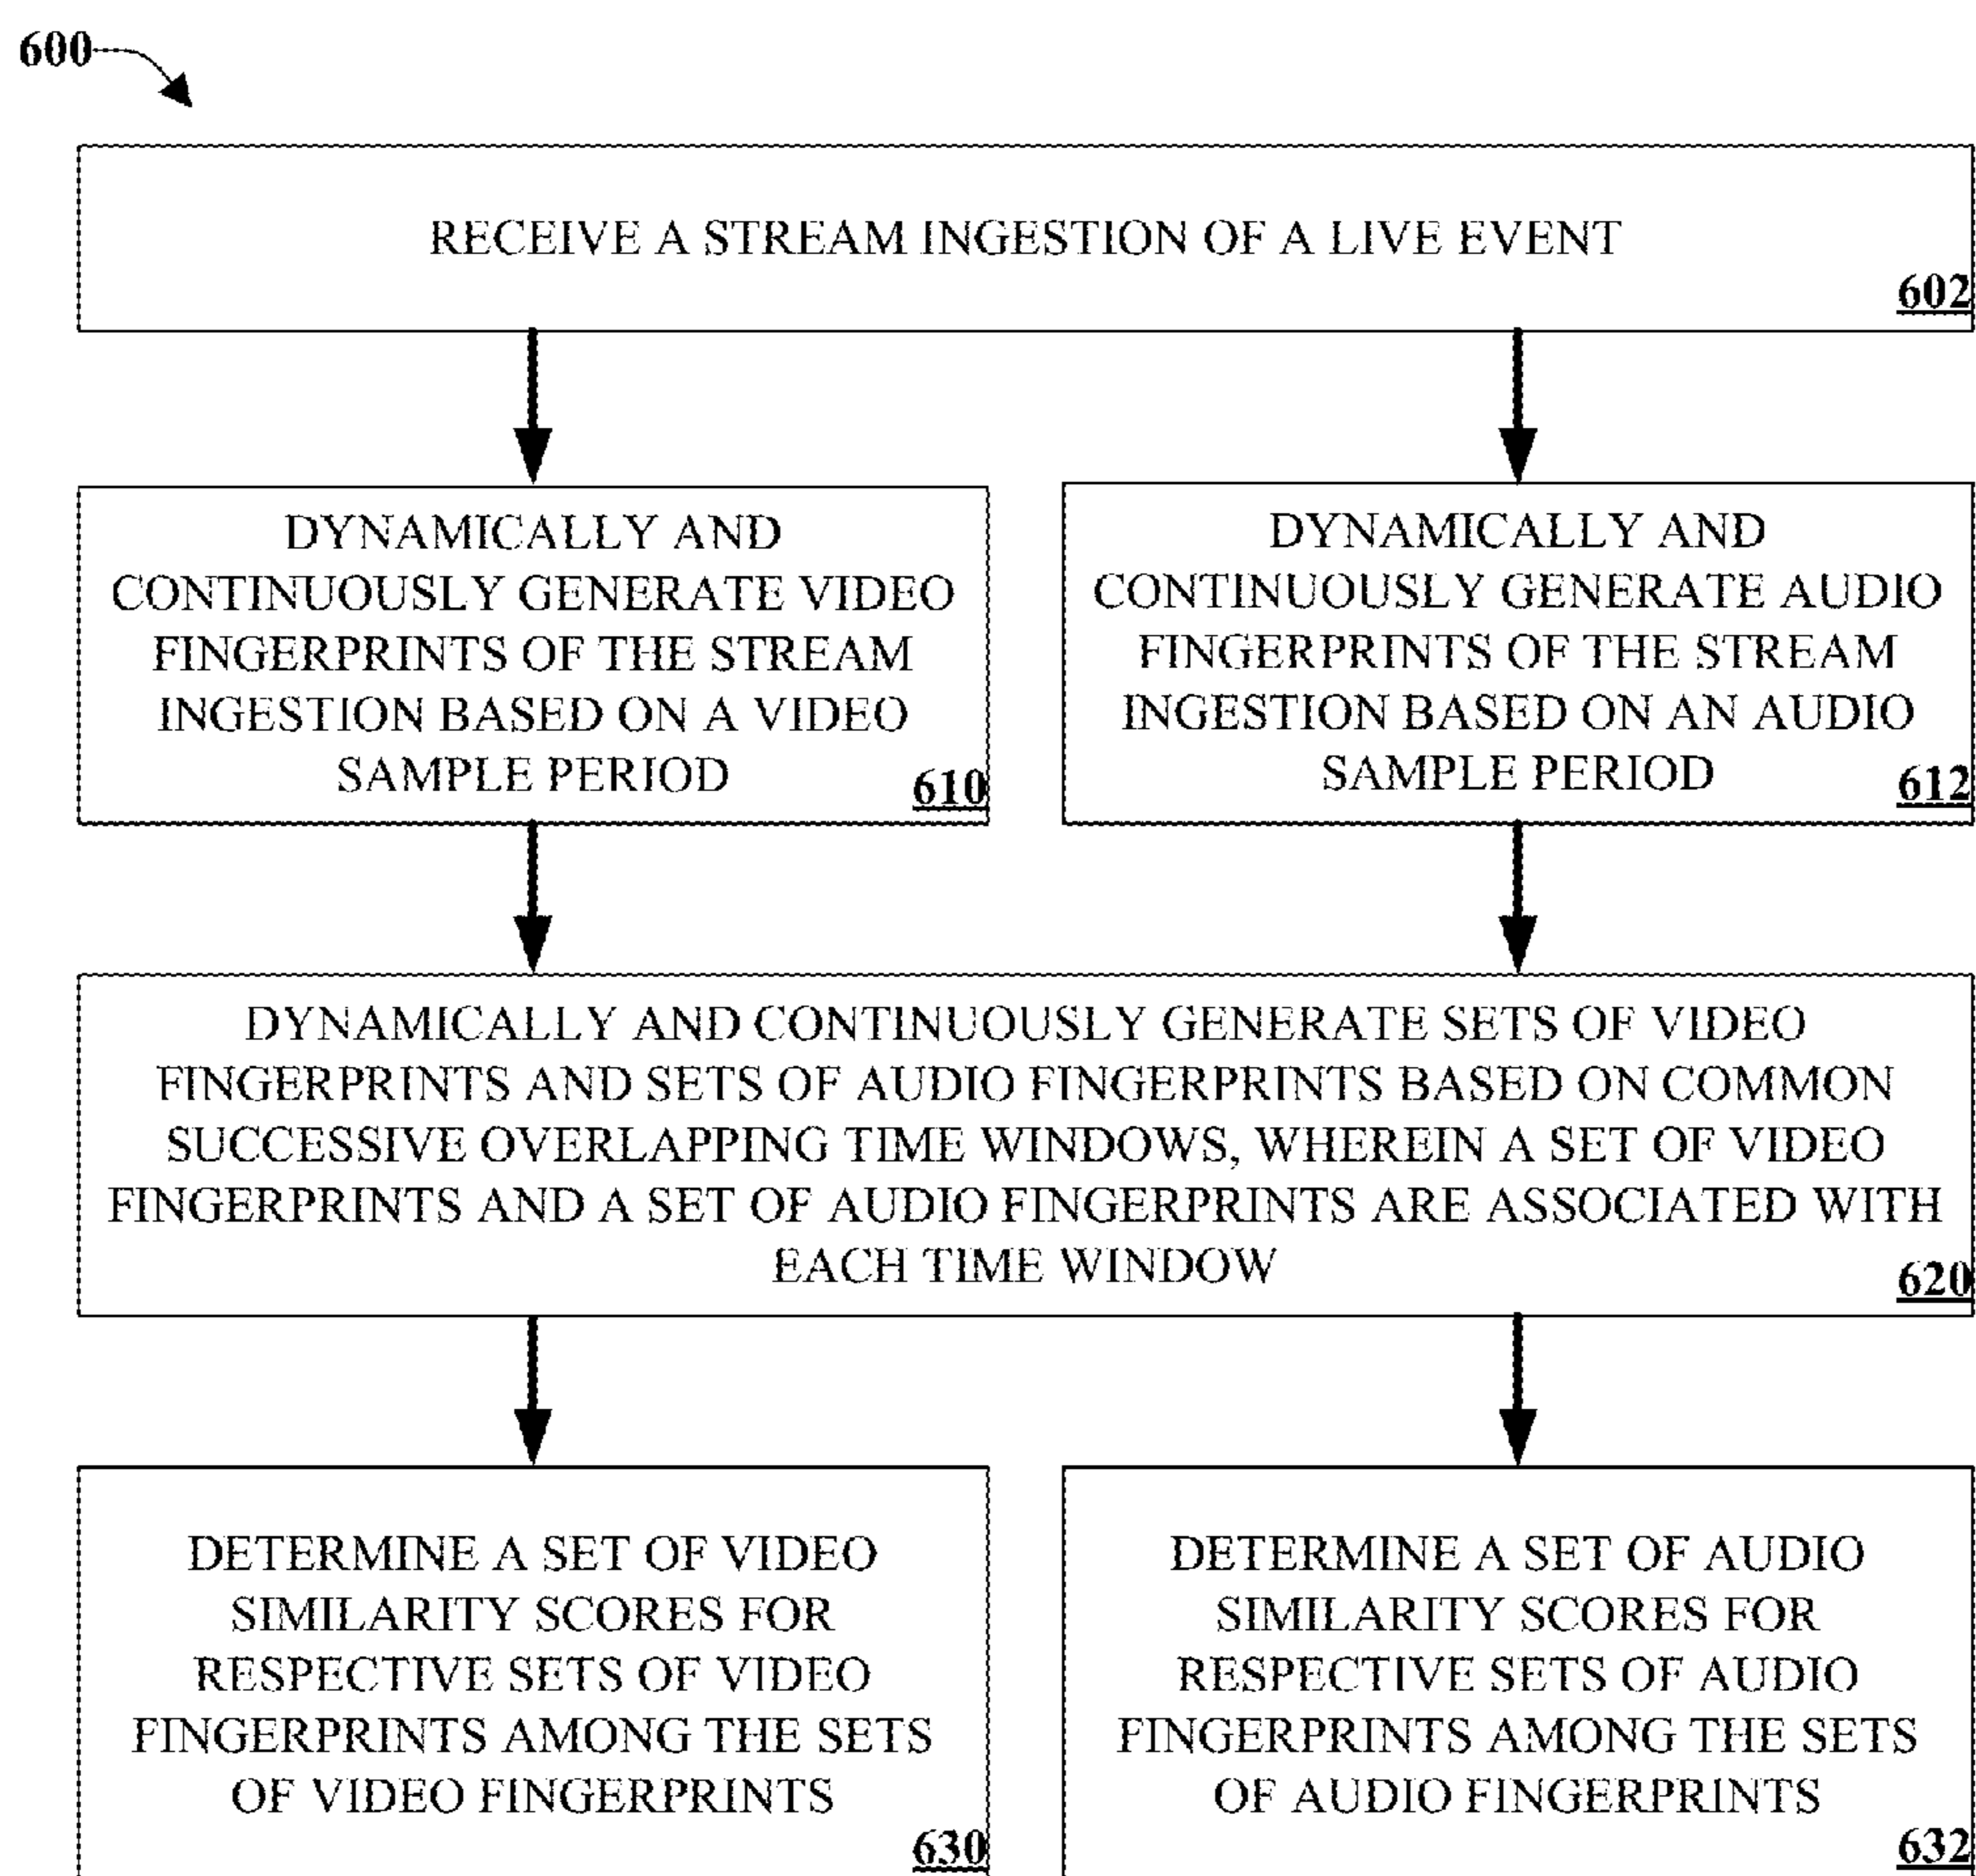 600
RECEIVE A STREAM INGESTION OF A LIVE EVENT
602
DYNAMICALLY AND
CONTINUOUSLY GENERATE VIDEO
FINGERPRINTS OF THE STREAM
INGESTION BASED ON A VIDEO
SAMPLE PERIOD
610
DYNAMICALLY AND
CONTINUOUSLY GENERATE AUDIO
FINGERPRINTS OF THE STREAM
INGESTION BASED ON AN AUDIO
SAMPLE PERIOD
612
DYNAMICALLY AND CONTINUOUSLY GENERATE SETS OF VIDEO
FINGERPRINTS AND SETS OF AUDIO FINGERPRINTS BASED ON COMMON
SUCCESSIVE OVERLAPPING TIME WINDOWS, WHEREIN A SET OF VIDEO
FINGERPRINTS AND A SET OF AUDIO FINGERPRINTS ARE ASSOCIATED WITH
EACH TIME WINDOW
620
DETERMINE A SET OF VIDEO
SIMILARITY SCORES FOR
RESPECTIVE SETS OF VIDEO
FINGERPRINTS AMONG THE SETS
OF VIDEO FINGERPRINTS
630
DETERMINE A SET OF AUDIO
SIMILARITY SCORES FOR
RESPECTIVE SETS OF AUDIO
FINGERPRINTS AMONG THE SETS
OF AUDIO FINGERPRINTS
632